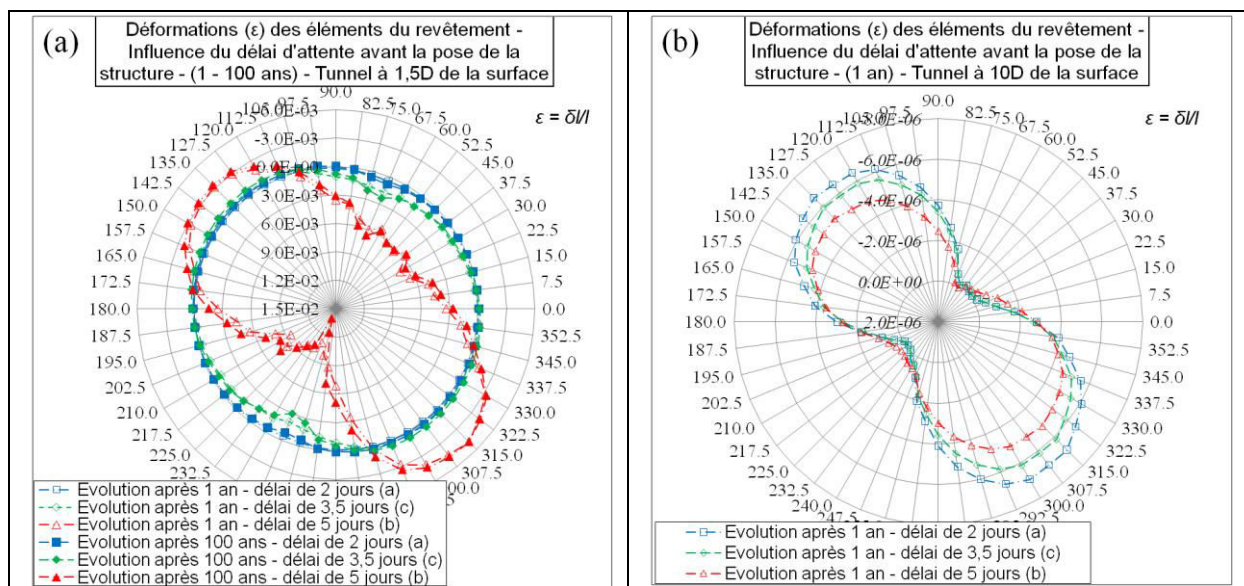 (a)
Déformations (ε) des éléments du revêtement -
Influence du délai d'attente avant la pose de la
structure - (1 - 100 ans) - Tunnel à 1,5D de la surface
ε = δl/l
90.0
82.5
75.0
67.5
60.0
52.5
45.0
37.5
30.0
22.5
15.0
7.5
0.0
352.5
345.0
337.5
330.0
322.5
315.0
307.5
232.5
225.0
217.5
210.0
202.5
195.0
187.5
180.0
172.5
165.0
157.5
150.0
142.5
135.0
127.5
120.0
112.5
97.5
-3.0E-03
3.0E-03
6.0E-03
9.0E-03
1.2E-02
1.5E-02
Evolution après 1 an - délai de 2 jours (a)
Evolution après 1 an - délai de 3,5 jours (c)
Evolution après 1 an - délai de 5 jours (b)
Evolution après 100 ans - délai de 2 jours (a)
Evolution après 100 ans - délai de 3,5 jours (c)
Evolution après 100 ans - délai de 5 jours (b)
(b)
Déformations (ε) des éléments du revêtement -
Influence du délai d'attente avant la pose de la
structure - (1 an) - Tunnel à 10D de la surface
ε = δl/l
90.0
82.5
75.0
67.5
60.0
52.5
45.0
37.5
30.0
22.5
15.0
7.5
0.0
352.5
345.0
337.5
330.0
322.5
315.0
307.5
300.0
292.5
240.0
232.5
225.0
217.5
210.0
202.5
195.0
187.5
180.0
172.5
165.0
157.5
150.0
142.5
135.0
127.5
120.0
112.5
97.5
-6.0E-06
-4.0E-06
-2.0E-06
0.0E+00
2.0E-06
Evolution après 1 an - délai de 2 jours (a)
Evolution après 1 an - délai de 3,5 jours (c)
Evolution après 1 an - délai de 5 jours (b)